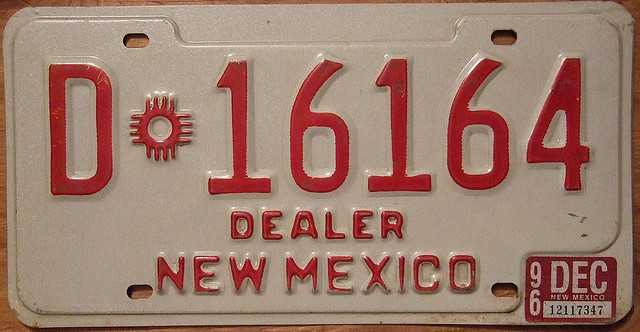 D 16164
DEALER
NEW MEXICO
96 DEC
NEW MEXICO
12117347